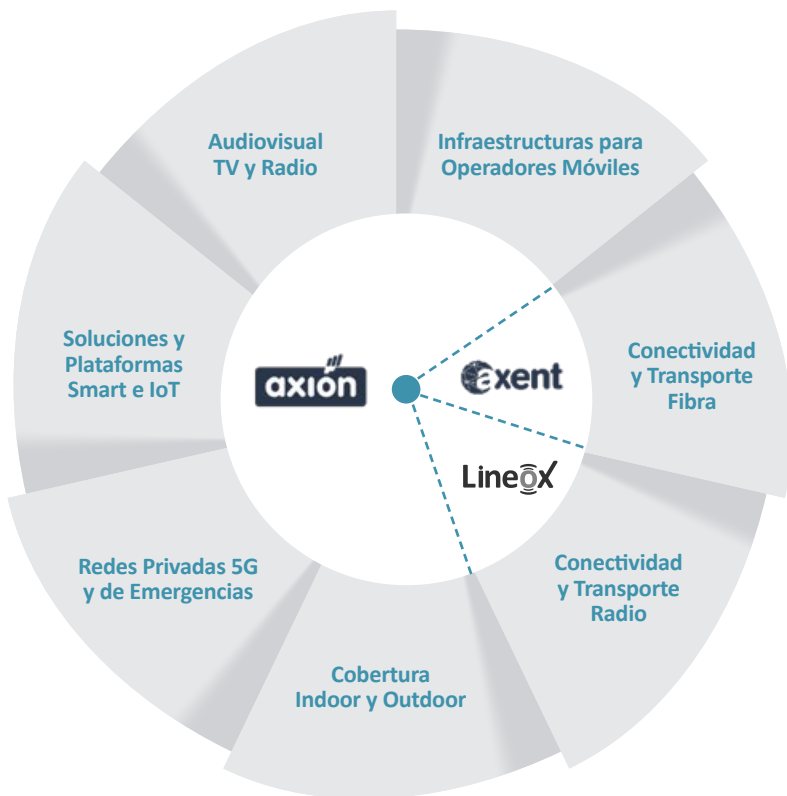 Audiovisual
TV y Radio
Infraestructuras para
Operadores Móviles
Soluciones y
Plataformas
Smart e IoT
axión
axent
Conectividad
y Transporte
Fibra
Lineox
Redes Privadas 5G
y de Emergencias
Conectividad
y Transporte
Radio
Cobertura
Indoor y Outdoor